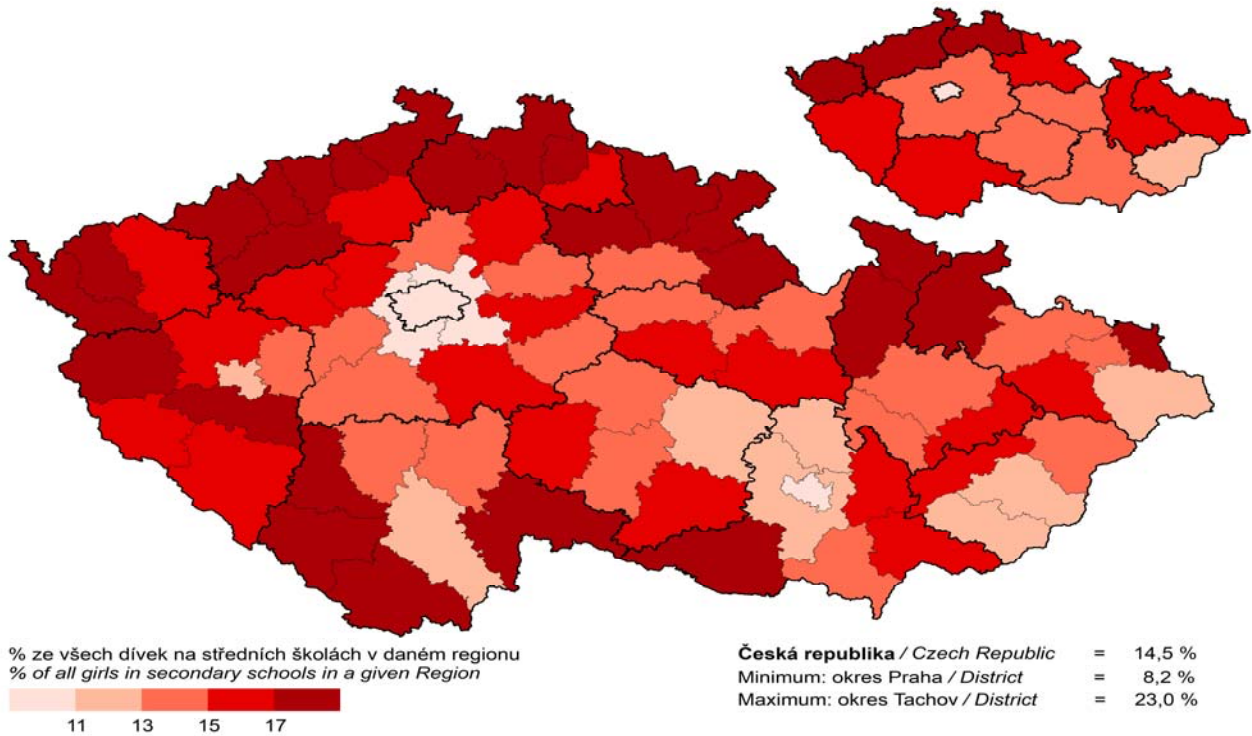 % ze všech dívek na středních školách v daném regionu
% of all girls in secondary schools in a given Region
11 13 15 17
Česká republika / Czech Republic = 14,5 %
Minimum: okres Praha / District = 8,2 %
Maximum: okres Tachov / District = 23,0 %